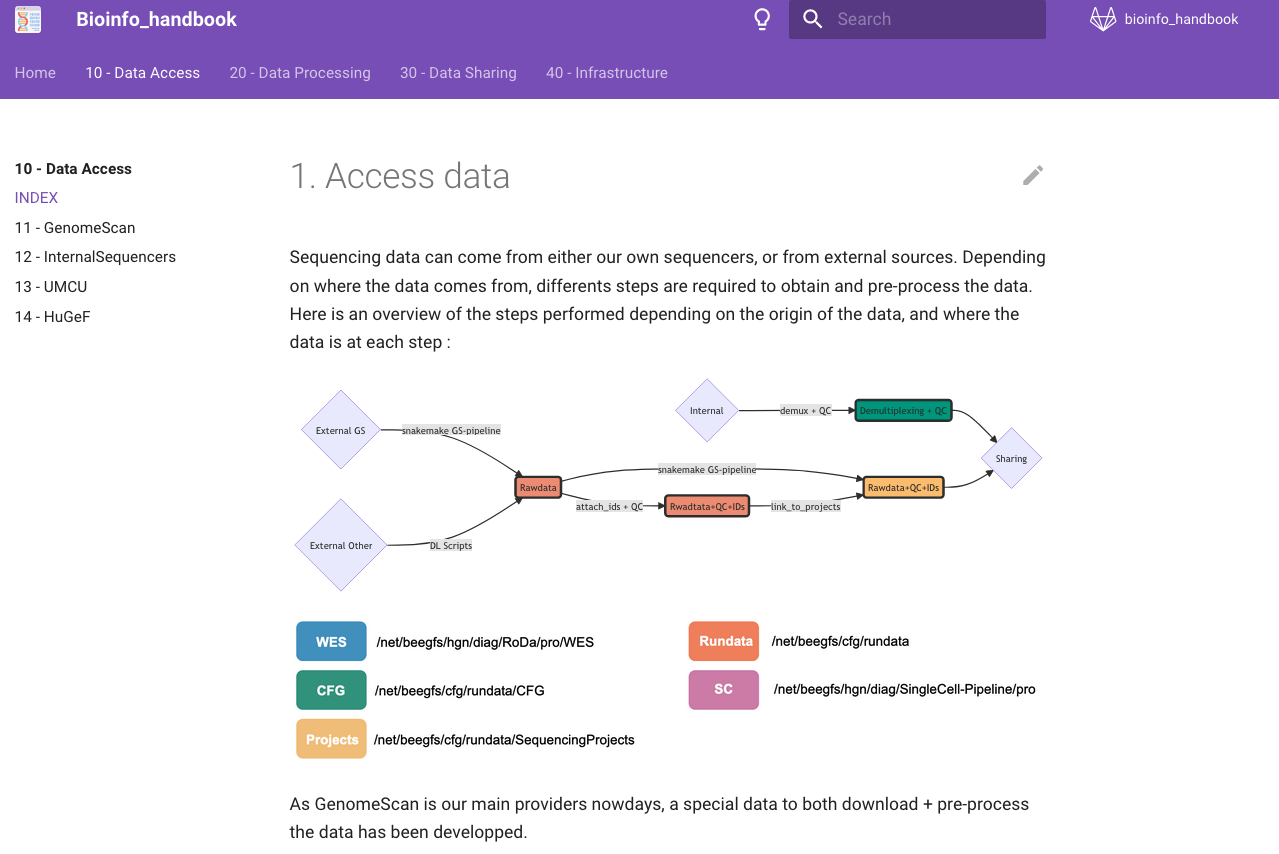 Bioinfo_handbook
Search
bioinfo_handbook
Home
10 - Data Access
20 - Data Processing
30 - Data Sharing
40 - Infrastructure
10 - Data Access
INDEX
11 - GenomeScan
12 - InternalSequencers
13 - UMCU
14 - HuGeF
1. Access data
Sequencing data can come from either our own sequencers, or from external sources. Depending
on where the data comes from, differents steps are required to obtain and pre-process the data.
Here is an overview of the steps performed depending on the origin of the data, and where the
data is at each step :
Internal
demux + QC
Demultiplexing + QC
External GS
snakemake GS-pipeline
Sharing
snakemake GS-pipeline
Rawdata
Rawdata+QC+IDs
attach_ids + QC
Rwadtata+QC+IDs
link_to_projects
External Other
DL Scripts
WES
/net/beegfs/hgn/diag/RoDa/pro/WES
Rundata
/net/beegfs/cfg/rundata
CFG
/net/beegfs/cfg/rundata/CFG
SC
/net/beegfs/hgn/diag/SingleCell-Pipeline/pro
Projects
/net/beegfs/cfg/rundata/SequencingProjects
As GenomeScan is our main providers nowdays, a special data to both download + pre-process
the data has been developped.